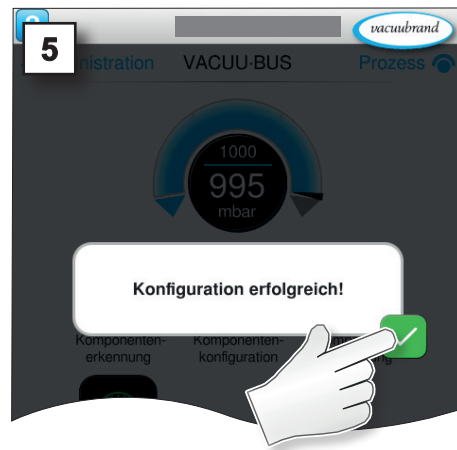 vacuubrand
5
nistration VACUU·BUS Prozess
1000
995
mbar
Konfiguration erfolgreich!
Komponenten-
erkennung
Komponenten-
konfiguration